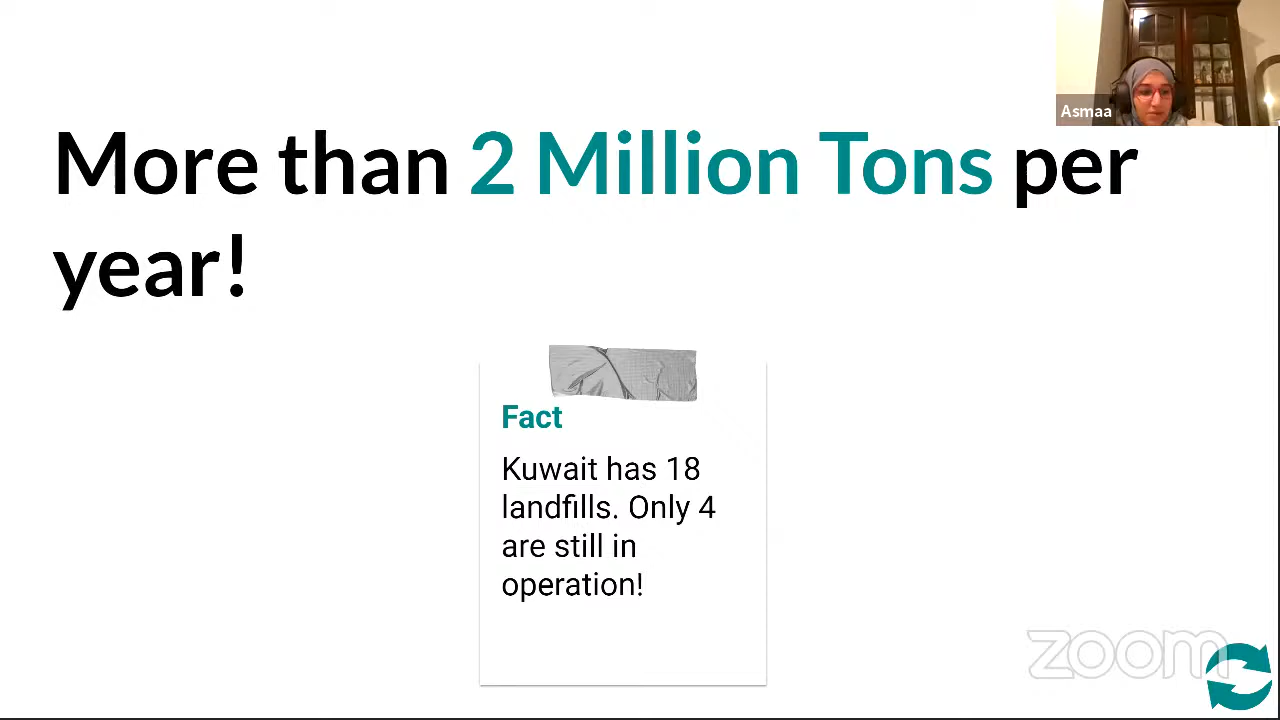 Asmaa
More than 2 Million Tons per
year!
Fact
Kuwait has 18
landfills. Only 4
are still in
operation!
zoom